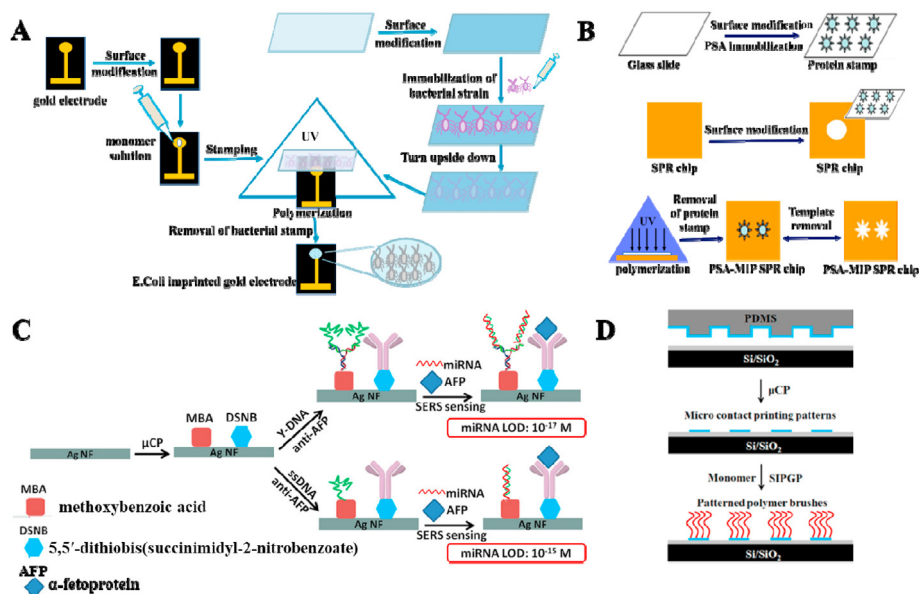 A
Surface
modification
gold electrode
monomer
solution
Stamping
Surface
modification
Immobilization of
bacterial strain
Turn upside down
UV
Polymerization
Removal of bacterial stamp
E.Coli imprinted gold electrode
B
Surface modification
PSA immobilization
Glass slide
Protein stamp
Surface modification
SPR chip
SPR chip
UV
polymerization
Removal
of protein
stamp
PSA-MIP SPR chip
Template
removal
PSA-MIP SPR chip
C
Ag NF
μCP
MBA
DSNB
Ag NF
Y-DNA
anti-AFP
Ag NF
miRNA
AFP
SERS sensing
Ag NF
miRNA LOD: 10⁻¹⁷ M
ssDNA
anti-AFP
Ag NF
miRNA
AFP
SERS sensing
Ag NF
miRNA LOD: 10⁻¹⁵ M
MBA
methoxybenzoic acid
DSNB
5,5′-dithiobis(succinimidyl-2-nitrobenzoate)
AFP
α-fetoprotein
D
PDMS
Si/SiO₂
μCP
Micro contact printing patterns
Si/SiO₂
Monomer SIPGP
Patterned polymer brushes
Si/SiO₂